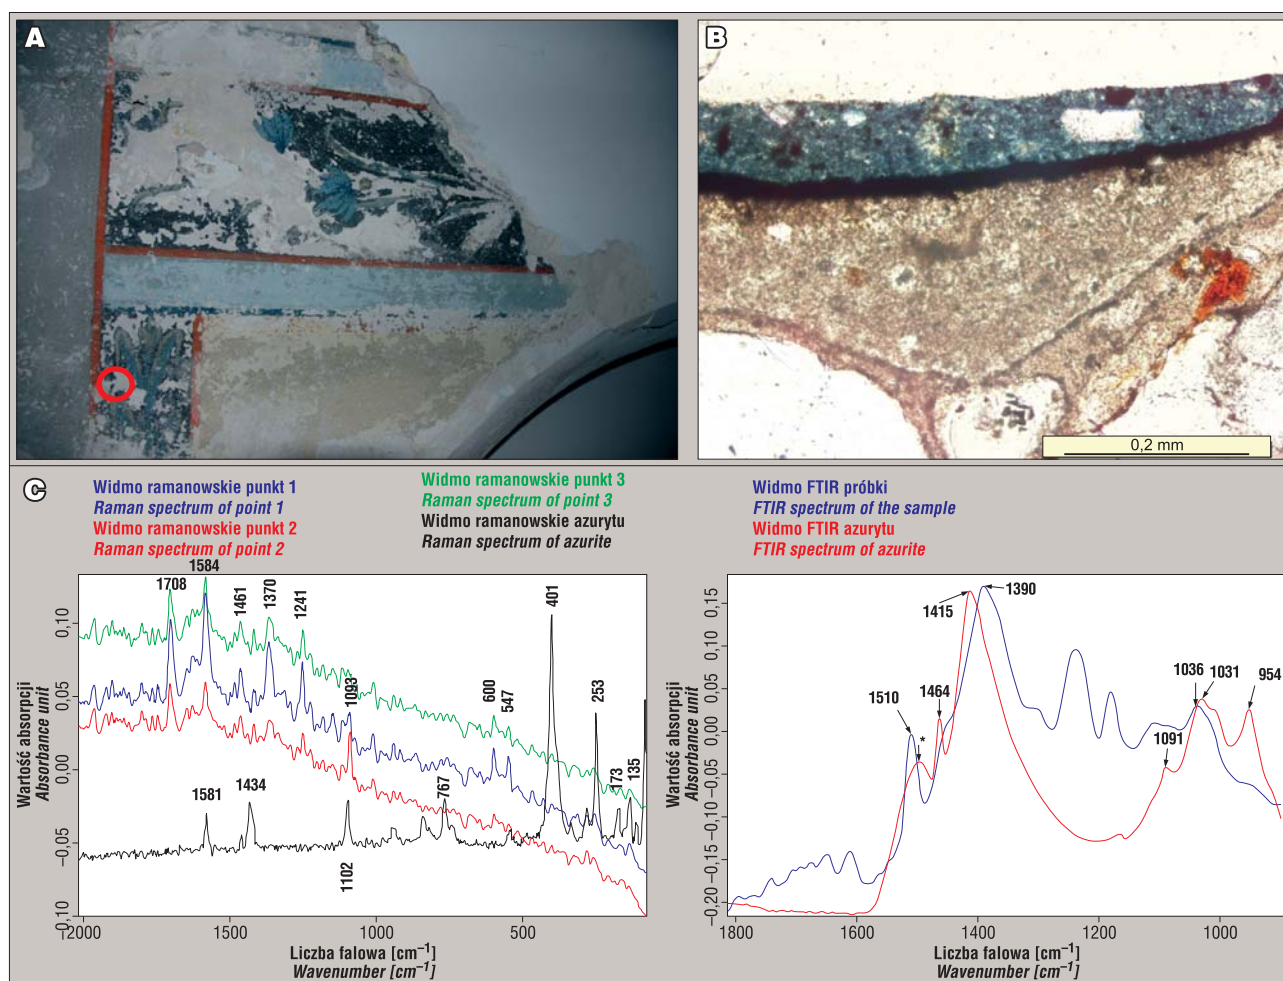 A
B
0,2 mm
C
Widmo ramanowskie punkt 1
Raman spectrum of point 1
Widmo ramanowskie punkt 2
Raman spectrum of point 2
Widmo ramanowskie punkt 3
Raman spectrum of point 3
Widmo ramanowskie azurytu
Raman spectrum of azurite
Widmo FTIR próbki
FTIR spectrum of the sample
Widmo FTIR azurytu
FTIR spectrum of azurite
Wartość absorpcji
Absorbance unit
0,10
0,05
0,00
–0,05
–0,10
1708
1584
1461
1370
1241
1093
600
547
401
253
173
135
767
1581
1434
1102
2000
1500
1000
500
Liczba falowa [cm–1]
Wavenumber [cm–1]
Wartość absorpcji
Absorbance unit
0,15
0,10
0,05
0,00
–0,05
–0,10
–0,15
–0,20
1415
1390
1510
1464
*
1036
1031
954
1091
1800
1600
1400
1200
1000
Liczba falowa [cm–1]
Wavenumber [cm–1]